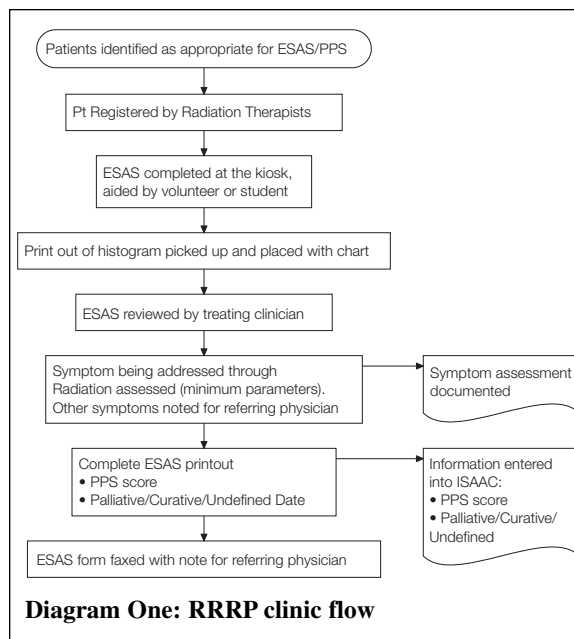 Patients identified as appropriate for ESAS/PPS
Pt Registered by Radiation Therapists
ESAS completed at the kiosk,
aided by volunteer or student
Print out of histogram picked up and placed with chart
ESAS reviewed by treating clinician
Symptom being addressed through
Radiation assessed (minimum parameters).
Other symptoms noted for referring physician
Symptom assessment
documented
Complete ESAS printout
• PPS score
• Palliative/Curative/Undefined Date
Information entered
into ISAAC:
• PPS score
• Palliative/Curative/
Undefined
ESAS form faxed with note for referring physician
Diagram One: RRRP clinic flow